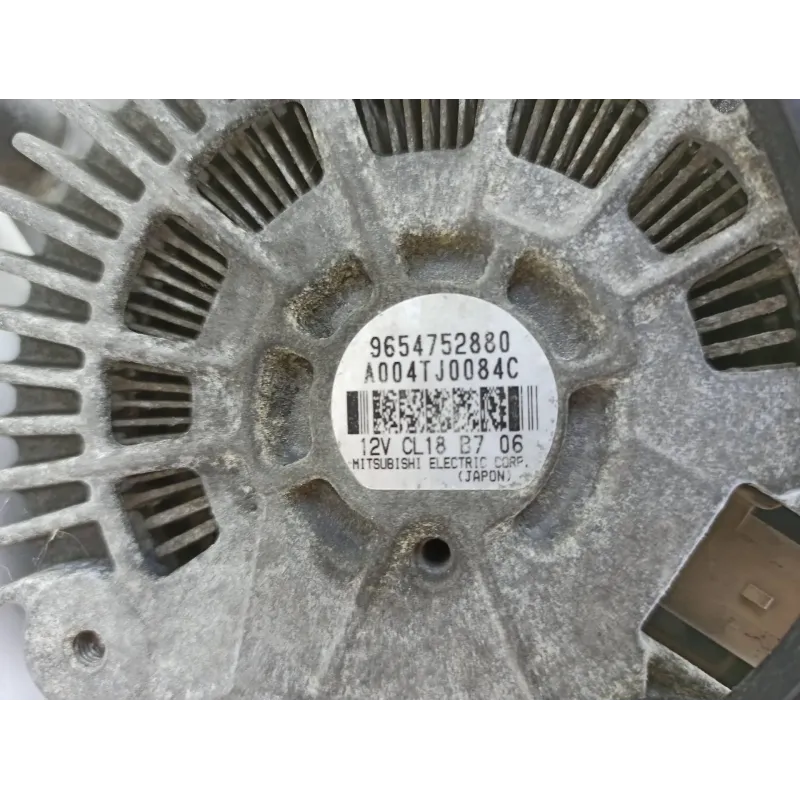 9654752880
A004TJ0084C
12V CL18 B7 06
MITSUBISHI ELECTRIC CORP.
(JAPON)